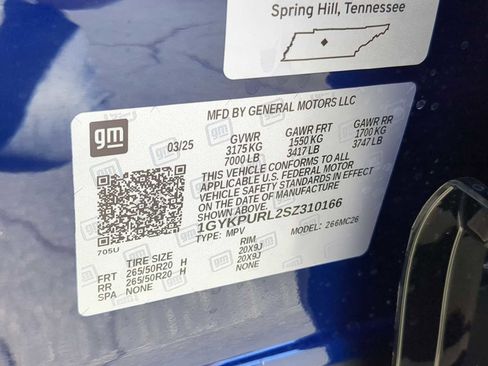 Spring Hill, Tennessee
gm
MFD BY GENERAL MOTORS LLC
03/25 GVWR GAWR FRT GAWR RR
3175 KG 1550 KG 1700 KG
7000 LB 3417 LB 3747 LB
THIS VEHICLE CONFORMS TO ALL
APPLICABLE U.S. FEDERAL MOTOR
VEHICLE SAFETY STANDARDS IN EFFECT
ON THE DATE OF MANUFACTURE
SHOWN ABOVE
1GYKPURL2SZ310166
TYPE: MPV MODEL: 266MC26
705U
TIRE SIZE RIM
FRT 265/50R20 H 20X9J
RR 265/50R20 H 20X9J
SPA NONE NONE